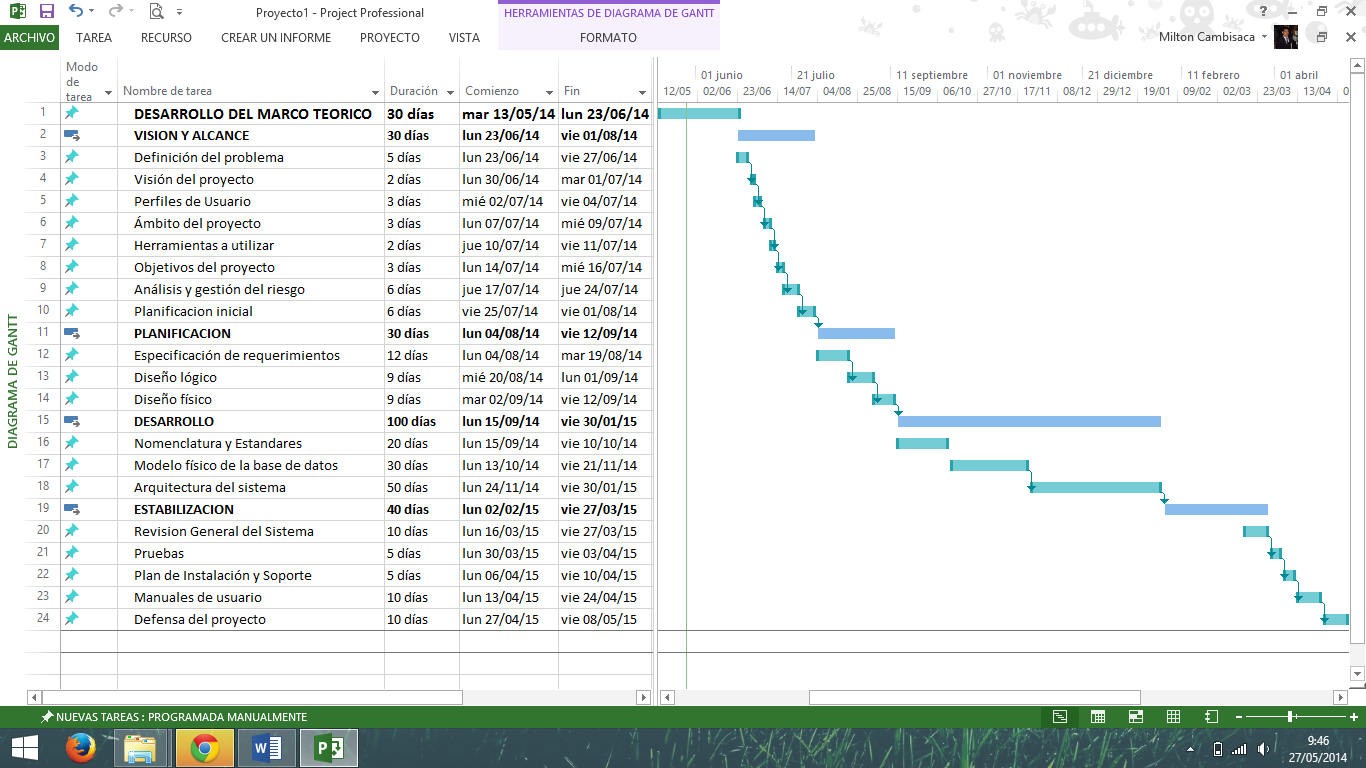 Proyecto1 - Project Professional
HERRAMIENTAS DE DIAGRAMA DE GANTT
ARCHIVO TAREA RECURSO CREAR UN INFORME PROYECTO VISTA FORMATO Milton Cambisaca
Modo de tarea Nombre de tarea Duración Comienzo Fin
01 junio 21 julio 11 septiembre 01 noviembre 21 diciembre 11 febrero 01 abril
12/05 02/06 23/06 14/07 04/08 25/08 15/09 06/10 27/10 17/11 08/12 29/12 19/01 09/02 02/03 23/03 13/04 0
1 DESARROLLO DEL MARCO TEORICO 30 días mar 13/05/14 lun 23/06/14
2 VISION Y ALCANCE 30 días lun 23/06/14 vie 01/08/14
3 Definición del problema 5 días lun 23/06/14 vie 27/06/14
4 Visión del proyecto 2 días lun 30/06/14 mar 01/07/14
5 Perfiles de Usuario 3 días mié 02/07/14 vie 04/07/14
6 Ámbito del proyecto 3 días lun 07/07/14 mié 09/07/14
7 Herramientas a utilizar 2 días jue 10/07/14 vie 11/07/14
8 Objetivos del proyecto 3 días lun 14/07/14 mié 16/07/14
9 Análisis y gestión del riesgo 6 días jue 17/07/14 jue 24/07/14
10 Planificacion inicial 6 días vie 25/07/14 vie 01/08/14
11 PLANIFICACION 30 días lun 04/08/14 vie 12/09/14
12 Especificación de requerimientos 12 días lun 04/08/14 mar 19/08/14
13 Diseño lógico 9 días mié 20/08/14 lun 01/09/14
14 Diseño físico 9 días mar 02/09/14 vie 12/09/14
15 DESARROLLO 100 días lun 15/09/14 vie 30/01/15
16 Nomenclatura y Estandares 20 días lun 15/09/14 vie 10/10/14
17 Modelo físico de la base de datos 30 días lun 13/10/14 vie 21/11/14
18 Arquitectura del sistema 50 días lun 24/11/14 vie 30/01/15
19 ESTABILIZACION 40 días lun 02/02/15 vie 27/03/15
20 Revision General del Sistema 10 días lun 16/03/15 vie 27/03/15
21 Pruebas 5 días lun 30/03/15 vie 03/04/15
22 Plan de Instalación y Soporte 5 días lun 06/04/15 vie 10/04/15
23 Manuales de usuario 10 días lun 13/04/15 vie 24/04/15
24 Defensa del proyecto 10 días lun 27/04/15 vie 08/05/15
DIAGRAMA DE GANTT
NUEVAS TAREAS : PROGRAMADA MANUALMENTE
9:46
27/05/2014